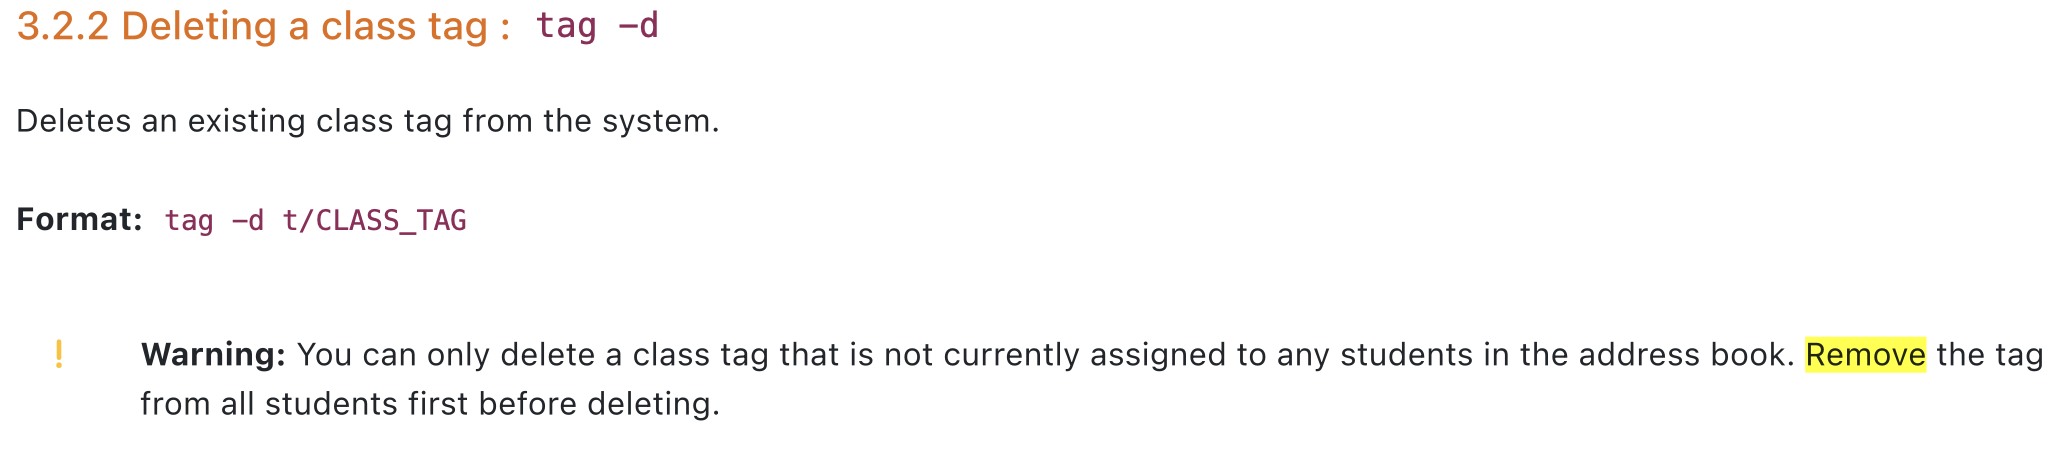 3.2.2 Deleting a class tag : tag -d
Deletes an existing class tag from the system.
Format: tag -d t/CLASS_TAG
! Warning: You can only delete a class tag that is not currently assigned to any students in the address book. Remove the tag
from all students first before deleting.